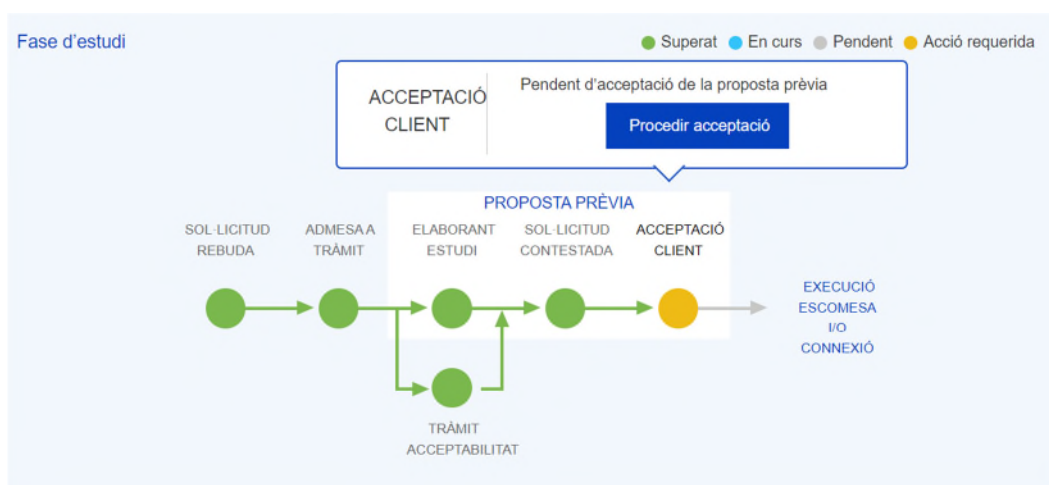 Fase d'estudi
Superat
En curs
Pendent
Acció requerida
ACCEPTACIÓ
CLIENT
Pendent d'acceptació de la proposta prèvia
Procedir acceptació
PROPOSTA PRÈVIA
SOL·LICITUD
REBUDA
ADMESA A
TRÀMIT
ELABORANT
ESTUDI
SOL·LICITUD
CONTESTADA
ACCEPTACIÓ
CLIENT
EXECUCIÓ
ESCOMESA
I/O
CONNEXIÓ
TRÀMIT
ACCEPTABILITAT